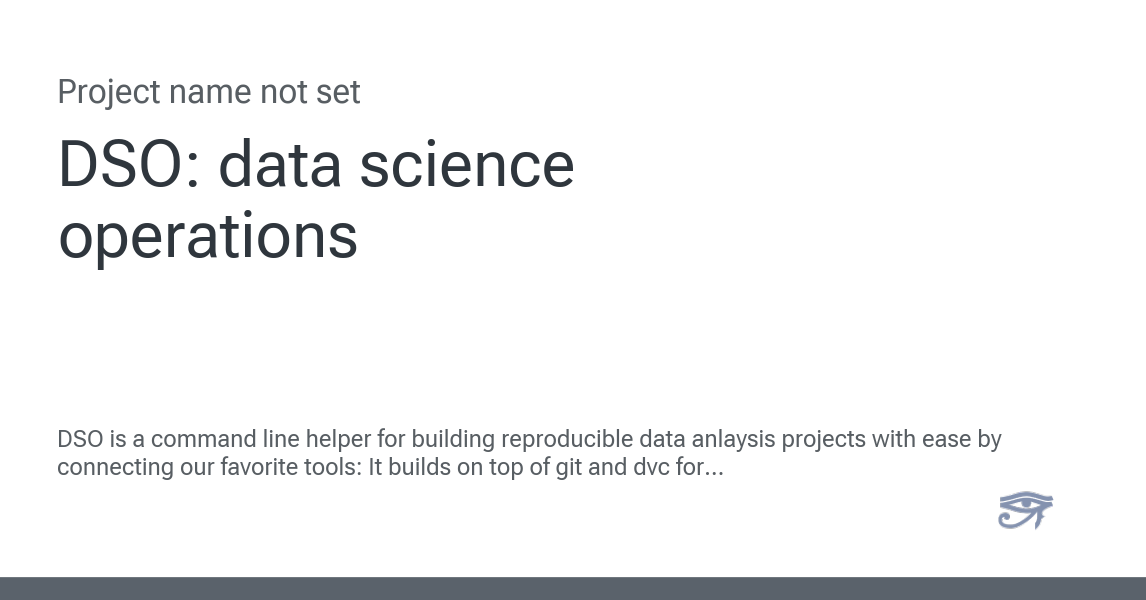 Project name not set
DSO: data science
operations
DSO is a command line helper for building reproducible data anlaysis projects with ease by
connecting our favorite tools: It builds on top of git and dvc for...